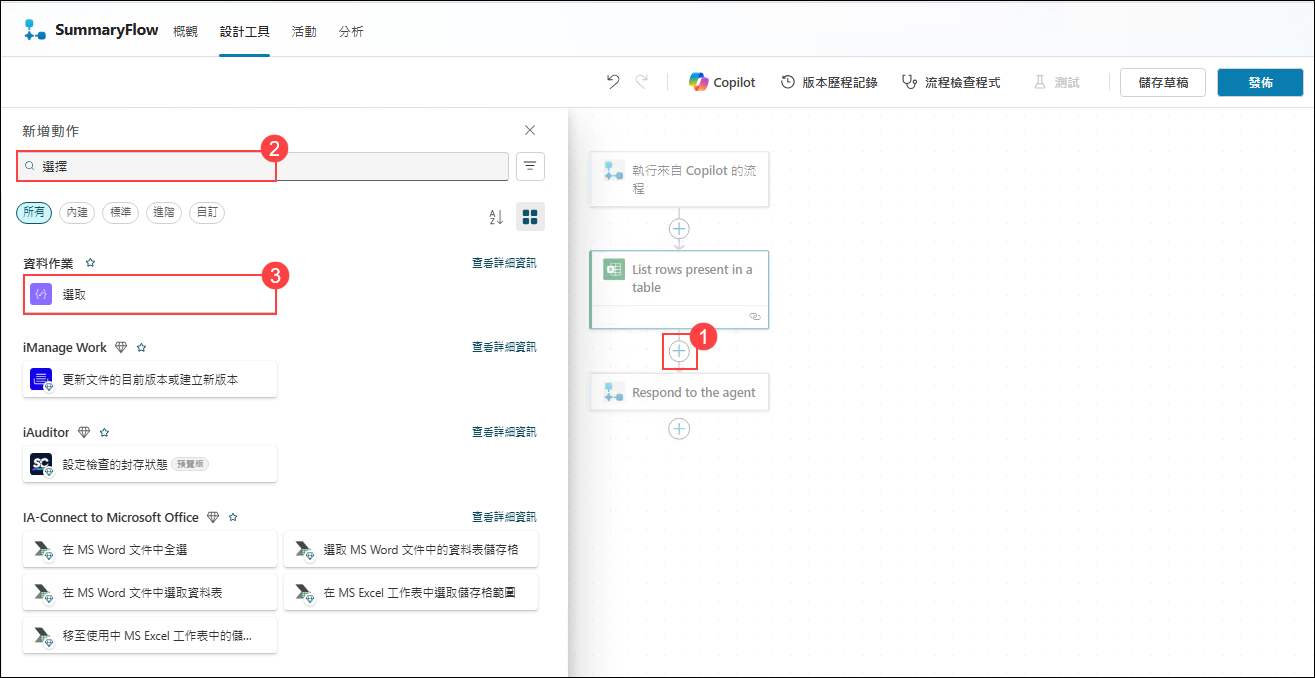 SummaryFlow 概觀 設計工具 活動 分析
Copilot 版本歷程記錄 流程檢查程式 測試 儲存草稿 發佈
新增動作
2
選擇
所有 內建 標準 進階 自訂
A
Z
資料作業 查看詳細資訊
3
選取
iManage Work 查看詳細資訊
更新文件的目前版本或建立新版本
iAuditor 查看詳細資訊
SC 設定檢查的封存狀態 預覽版
IA-Connect to Microsoft Office 查看詳細資訊
在 MS Word 文件中全選 選取 MS Word 文件中的資料表儲存格
在 MS Word 文件中選取資料表 在 MS Excel 工作表中選取儲存格範圍
移至使用中 MS Excel 工作表中的儲...
執行來自 Copilot 的流
程
List rows present in a
table
1
Respond to the agent